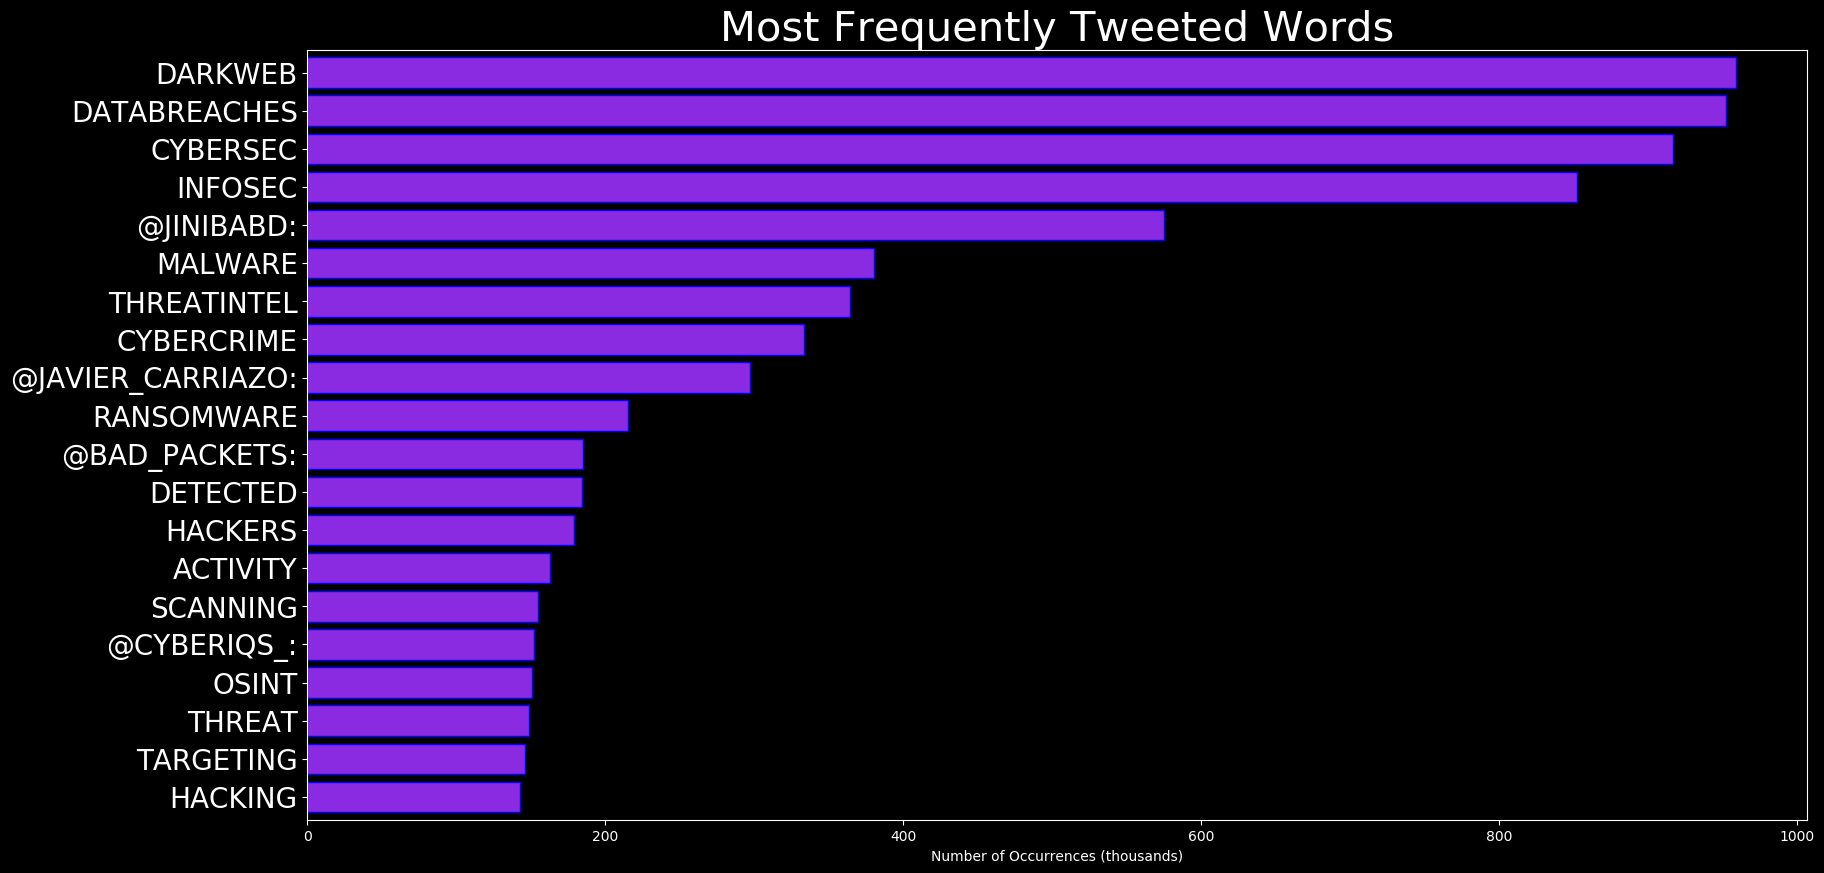 Most Frequently Tweeted Words
DARKWEB
DATABREACHES
CYBERSEC
INFOSEC
@JINIBABD:
MALWARE
THREATINTEL
CYBERCRIME
@JAVIER_CARRIAZO:
RANSOMWARE
@BAD_PACKETS:
DETECTED
HACKERS
ACTIVITY
SCANNING
@CYBERIQS_:
OSINT
THREAT
TARGETING
HACKING
0 200 400 600 800 1000
Number of Occurrences (thousands)